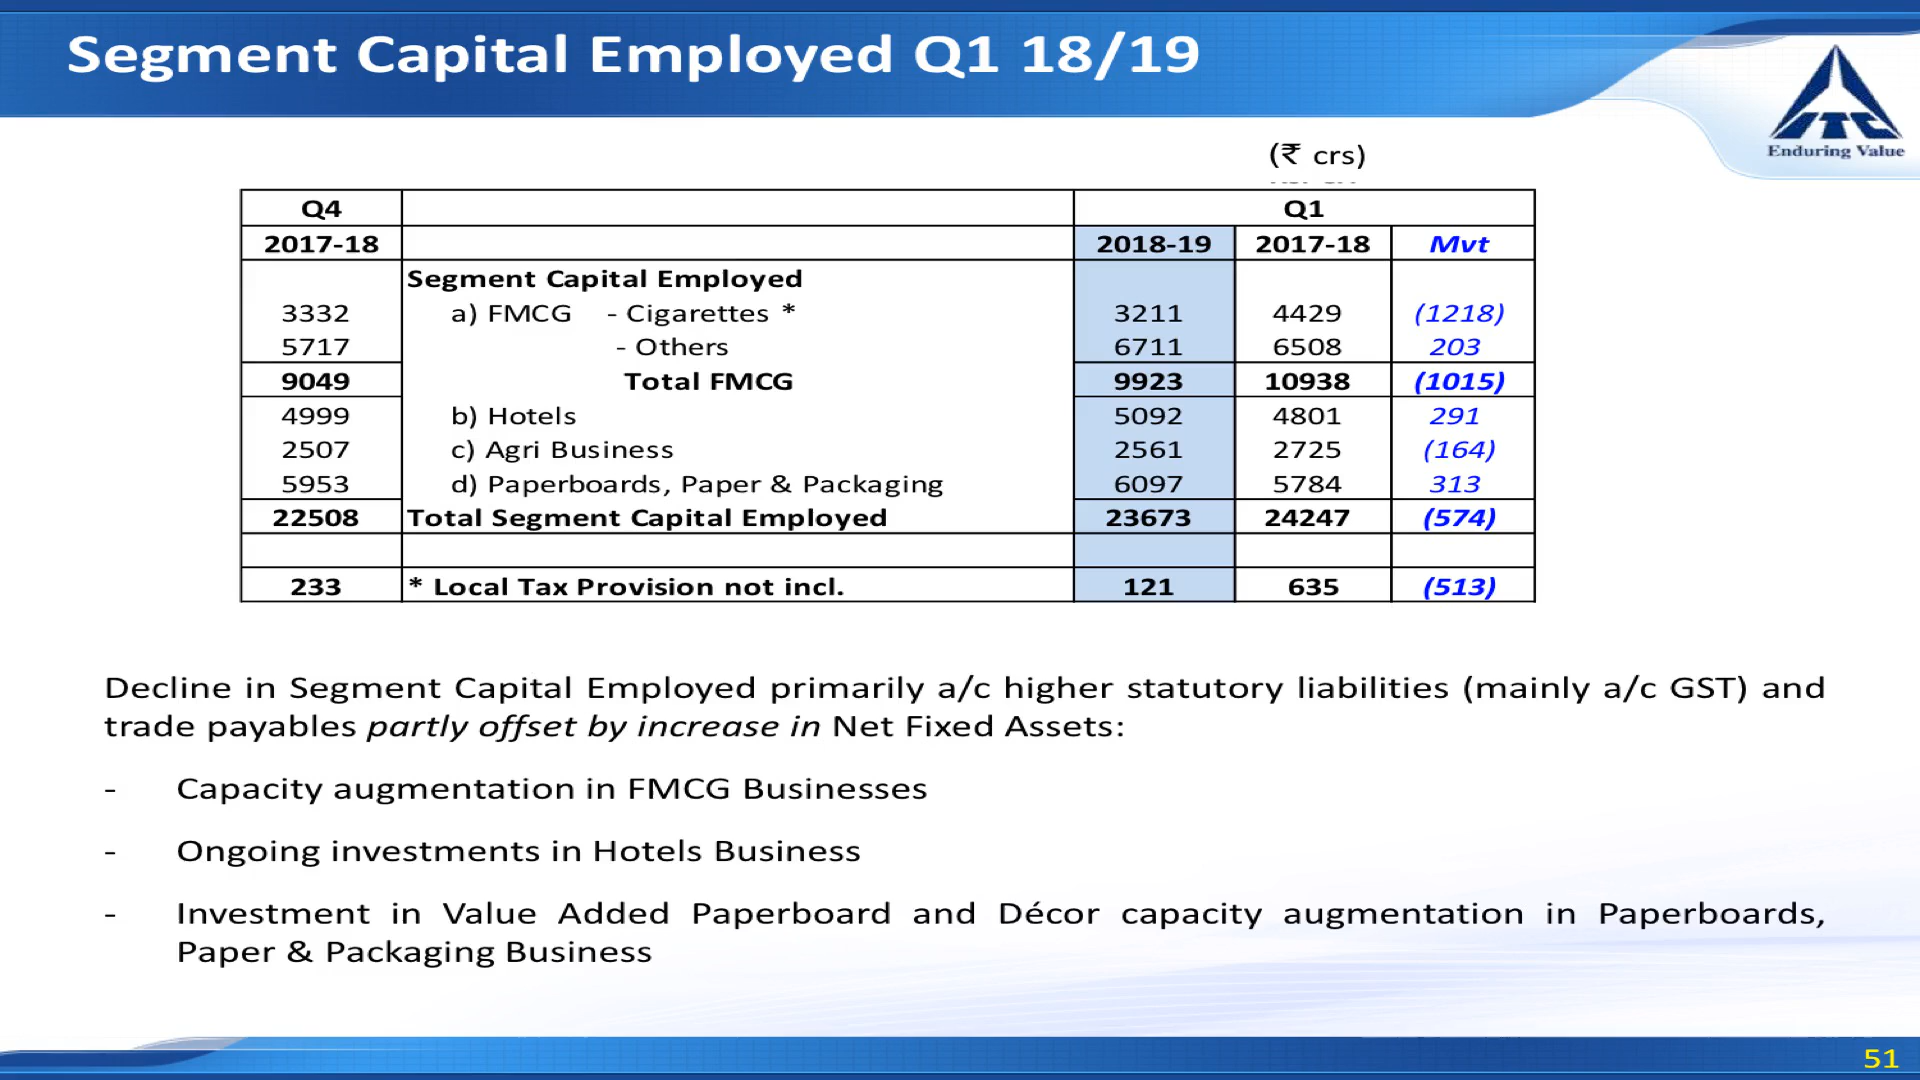 Segment Capital Employed Q1 18/19
ITC
Enduring Value
(₹ crs)
Q4 Q1
2017-18 2018-19 2017-18 Mvt
Segment Capital Employed
3332 a) FMCG - Cigarettes * 3211 4429 (1218)
5717 - Others 6711 6508 203
9049 Total FMCG 9923 10938 (1015)
4999 b) Hotels 5092 4801 291
2507 c) Agri Business 2561 2725 (164)
5953 d) Paperboards, Paper & Packaging 6097 5784 313
22508 Total Segment Capital Employed 23673 24247 (574)
233 * Local Tax Provision not incl. 121 635 (513)
Decline in Segment Capital Employed primarily a/c higher statutory liabilities (mainly a/c GST) and
trade payables partly offset by increase in Net Fixed Assets:
- Capacity augmentation in FMCG Businesses
- Ongoing investments in Hotels Business
- Investment in Value Added Paperboard and Décor capacity augmentation in Paperboards,
Paper & Packaging Business
51